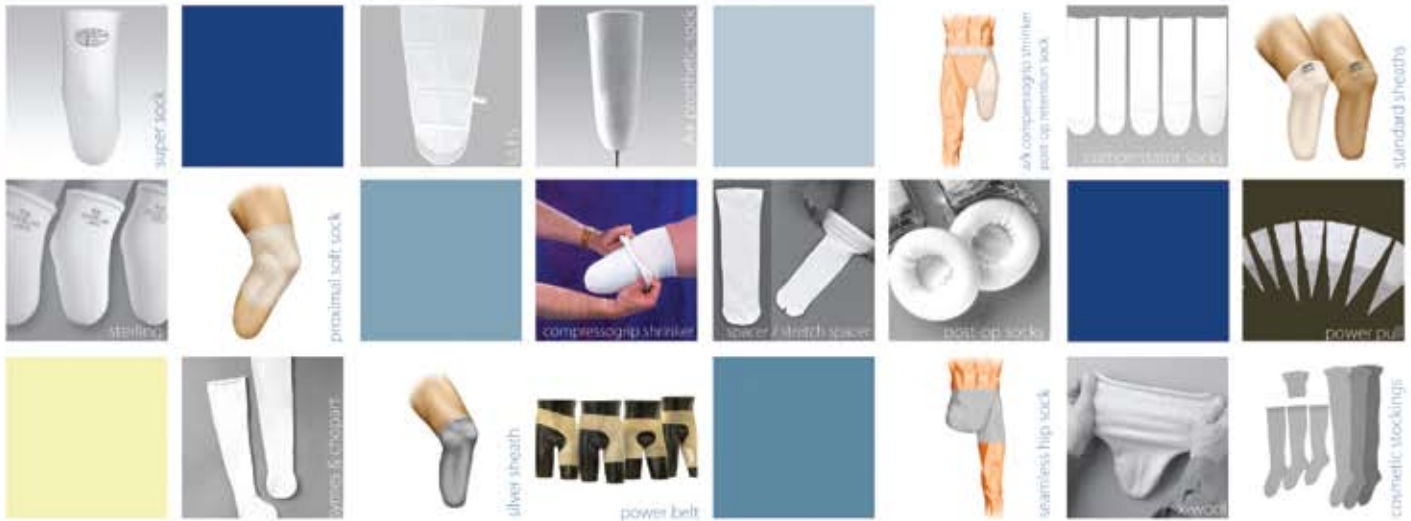 super sock
A.K prosthetic sock
a/k compressogrip shrinker
post op retention sock
compensator socks
standard sheaths
sterling
proximal soft sock
compressogrip shrinker
spacer / stretch spacer
post-op socks
power pull
symes & chopart
silver sheath
power belt
seamless hip sock
x-wool
cosmetic stockings